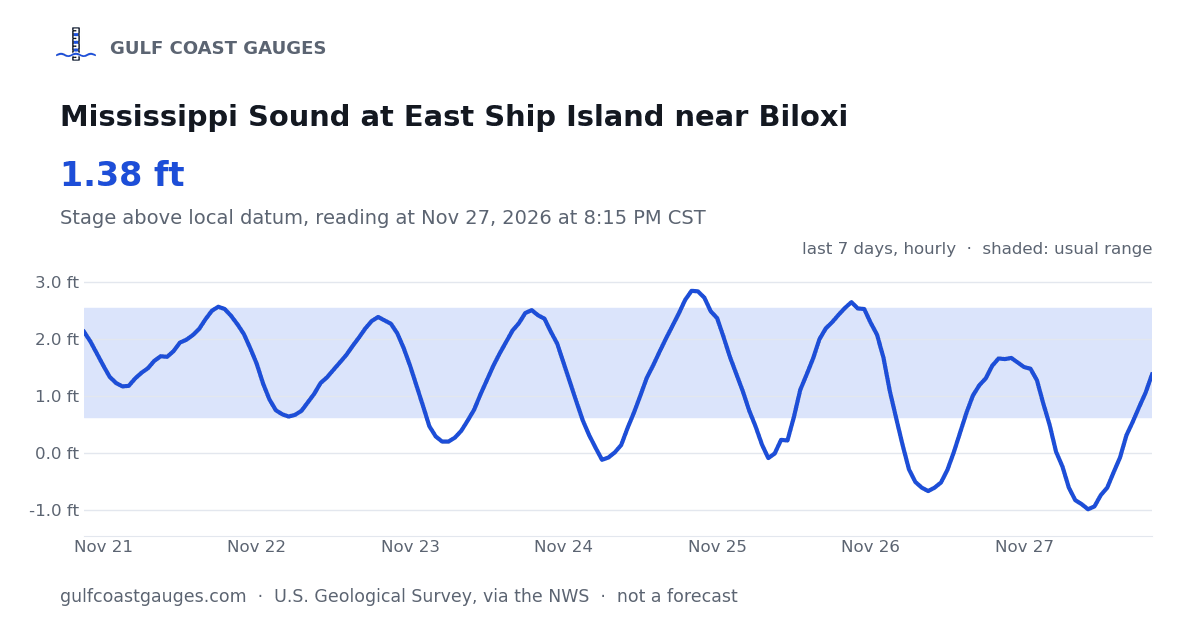 GULF COAST GAUGES
Mississippi Sound at East Ship Island near Biloxi
1.38 ft
Stage above local datum, reading at Nov 27, 2026 at 8:15 PM CST
last 7 days, hourly · shaded: usual range
3.0 ft
2.0 ft
1.0 ft
0.0 ft
-1.0 ft
Nov 21 Nov 22 Nov 23 Nov 24 Nov 25 Nov 26 Nov 27
gulfcoastgauges.com · U.S. Geological Survey, via the NWS · not a forecast